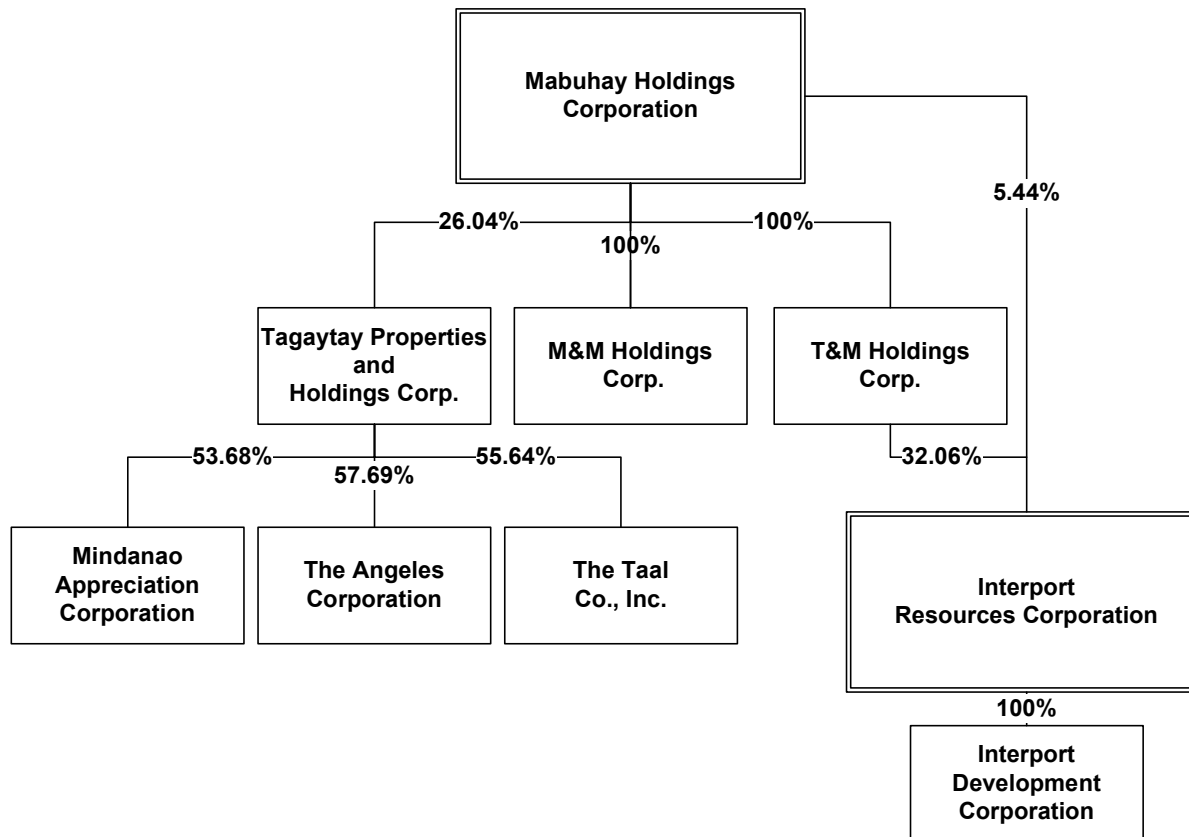 Mabuhay Holdings
Corporation
5.44%
26.04%
100%
100%
Tagaytay Properties
and
Holdings Corp.
M&M Holdings
Corp.
T&M Holdings
Corp.
53.68%
57.69%
55.64%
32.06%
Mindanao
Appreciation
Corporation
The Angeles
Corporation
The Taal
Co., Inc.
Interport
Resources Corporation
100%
Interport
Development
Corporation